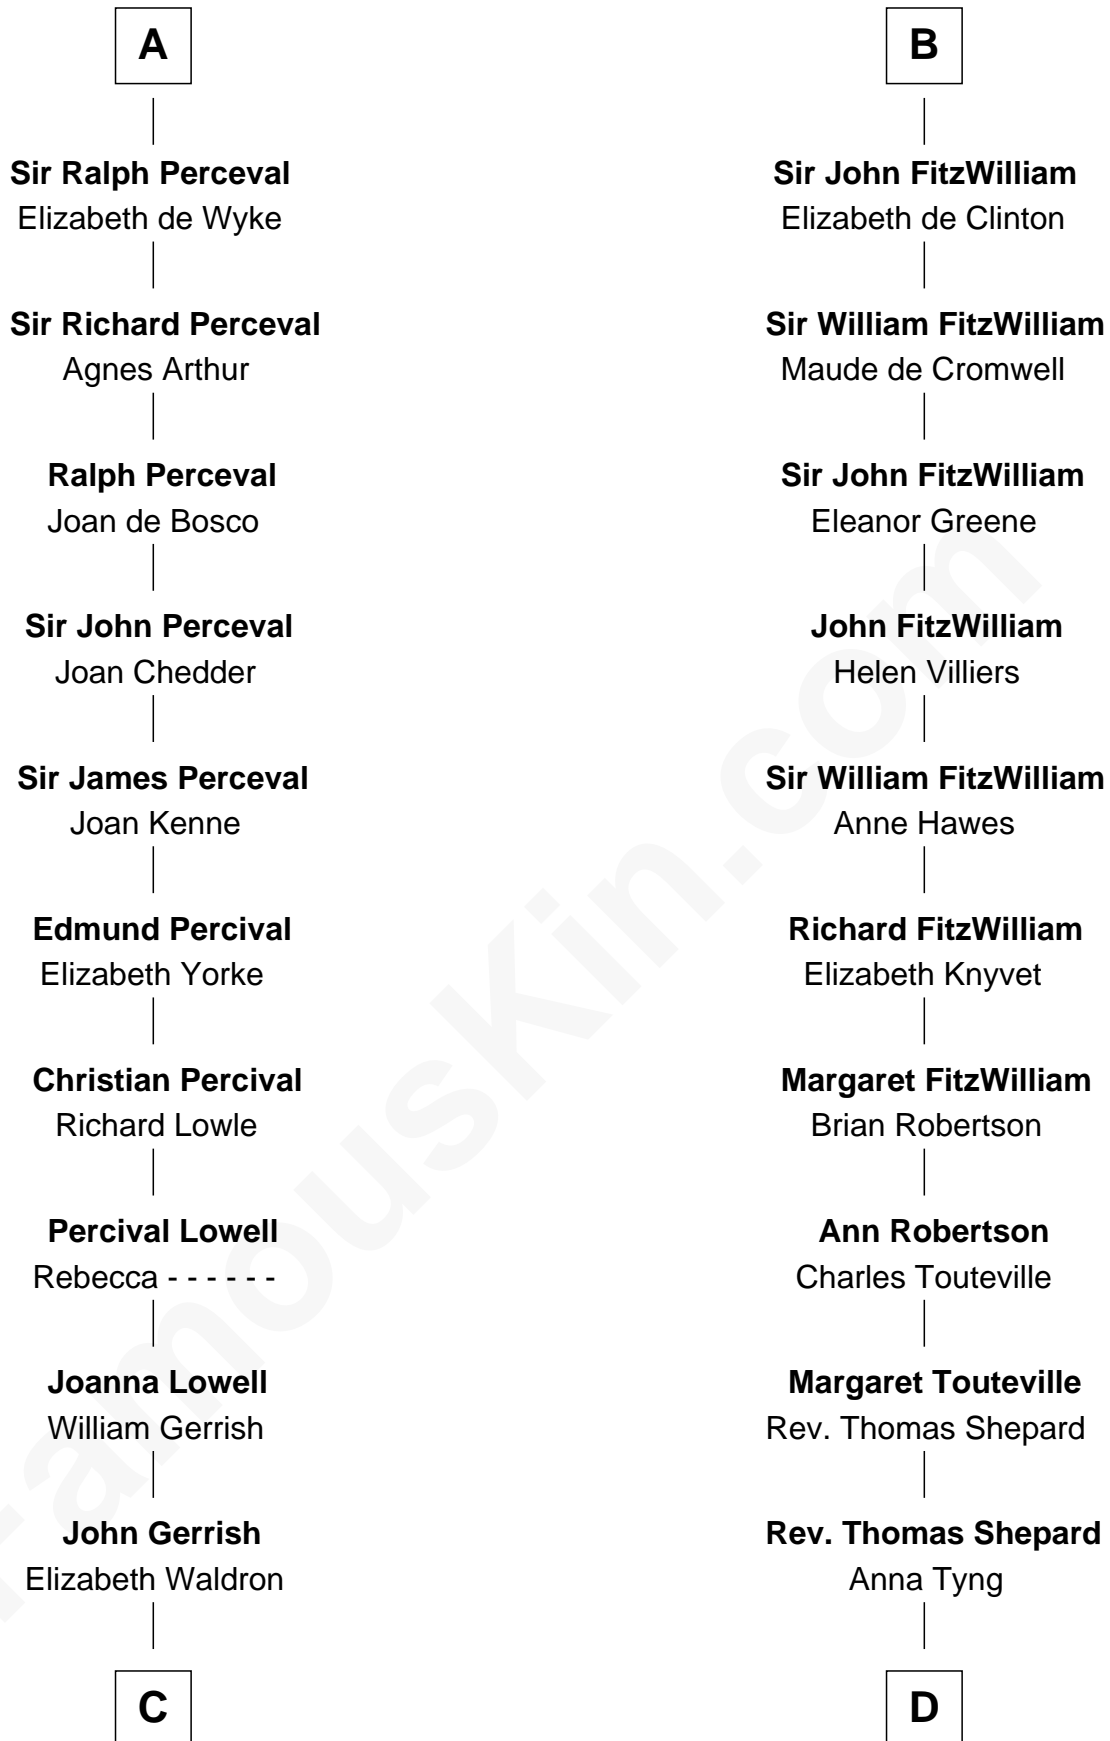 A
Sir Ralph Perceval
Elizabeth de Wyke
Sir Richard Perceval
Agnes Arthur
Ralph Perceval
Joan de Bosco
Sir John Perceval
Joan Chedder
Sir James Perceval
Joan Kenne
Edmund Percival
Elizabeth Yorke
Christian Percival
Richard Lowle
Percival Lowell
Rebecca - - - - - -
Joanna Lowell
William Gerrish
John Gerrish
Elizabeth Waldron
C
B
Sir John FitzWilliam
Elizabeth de Clinton
Sir William FitzWilliam
Maude de Cromwell
Sir John FitzWilliam
Eleanor Greene
John FitzWilliam
Helen Villiers
Sir William FitzWilliam
Anne Hawes
Richard FitzWilliam
Elizabeth Knyvet
Margaret FitzWilliam
Brian Robertson
Ann Robertson
Charles Touteville
Margaret Touteville
Rev. Thomas Shepard
Rev. Thomas Shepard
Anna Tyng
D
FamousKin.com